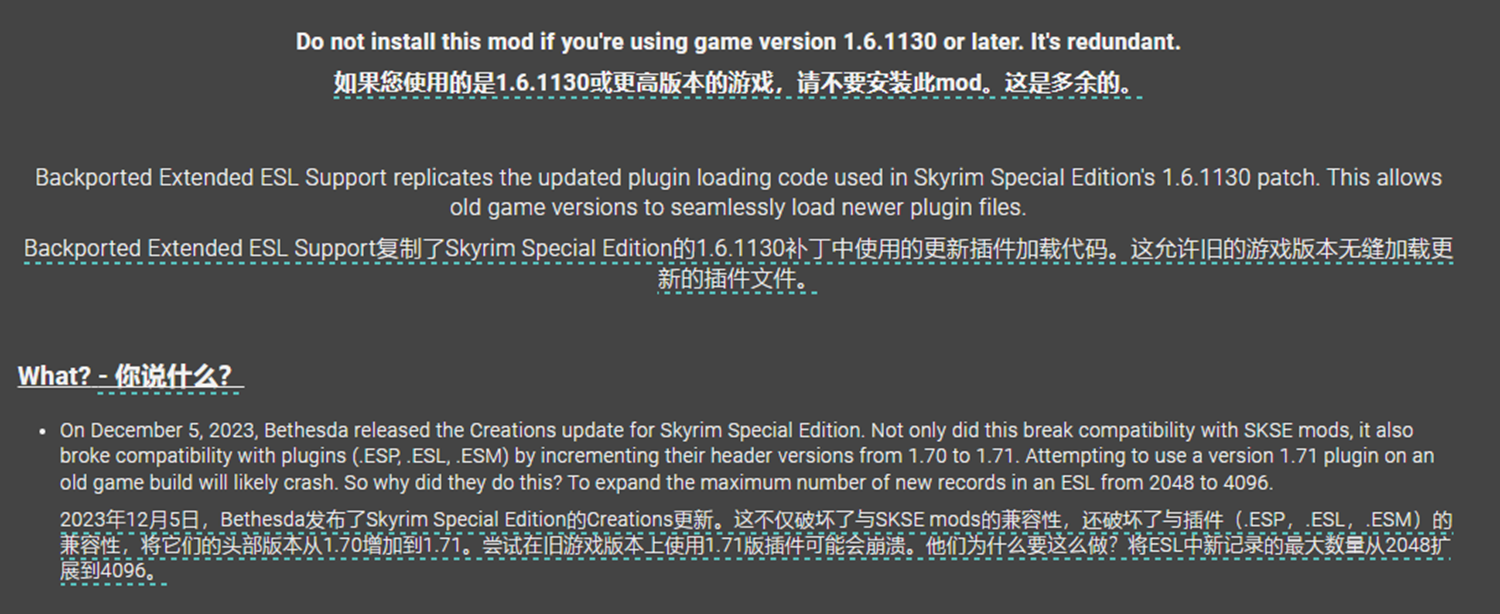 Do not install this mod if you're using game version 1.6.1130 or later. It's redundant.
如果您使用的是1.6.1130或更高版本的游戏，请不要安装此mod。这是多余的。
Backported Extended ESL Support replicates the updated plugin loading code used in Skyrim Special Edition's 1.6.1130 patch. This allows
old game versions to seamlessly load newer plugin files.
Backported Extended ESL Support复制了Skyrim Special Edition的1.6.1130补丁中使用的更新插件加载代码。这允许旧的游戏版本无缝加载更
新的插件文件。
What? - 你说什么？
• On December 5, 2023, Bethesda released the Creations update for Skyrim Special Edition. Not only did this break compatibility with SKSE mods, it also
broke compatibility with plugins (.ESP, .ESL, .ESM) by incrementing their header versions from 1.70 to 1.71. Attempting to use a version 1.71 plugin on an
old game build will likely crash. So why did they do this? To expand the maximum number of new records in an ESL from 2048 to 4096.
2023年12月5日，Bethesda发布了Skyrim Special Edition的Creations更新。这不仅破坏了与SKSE mods的兼容性，还破坏了与插件（.ESP，.ESL，.ESM）的
兼容性，将它们的头部版本从1.70增加到1.71。尝试在旧游戏版本上使用1.71版插件可能会崩溃。他们为什么要这么做？将ESL中新记录的最大数量从2048扩
展到4096。